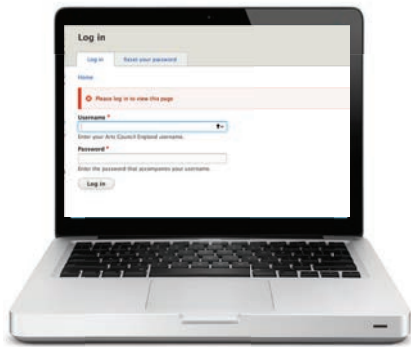 Log in
Log in Reset your password
Home
Please log in to view this page
Username *
Enter your Arts Council England username.
Password *
Enter the password that accompanies your username.
Log in